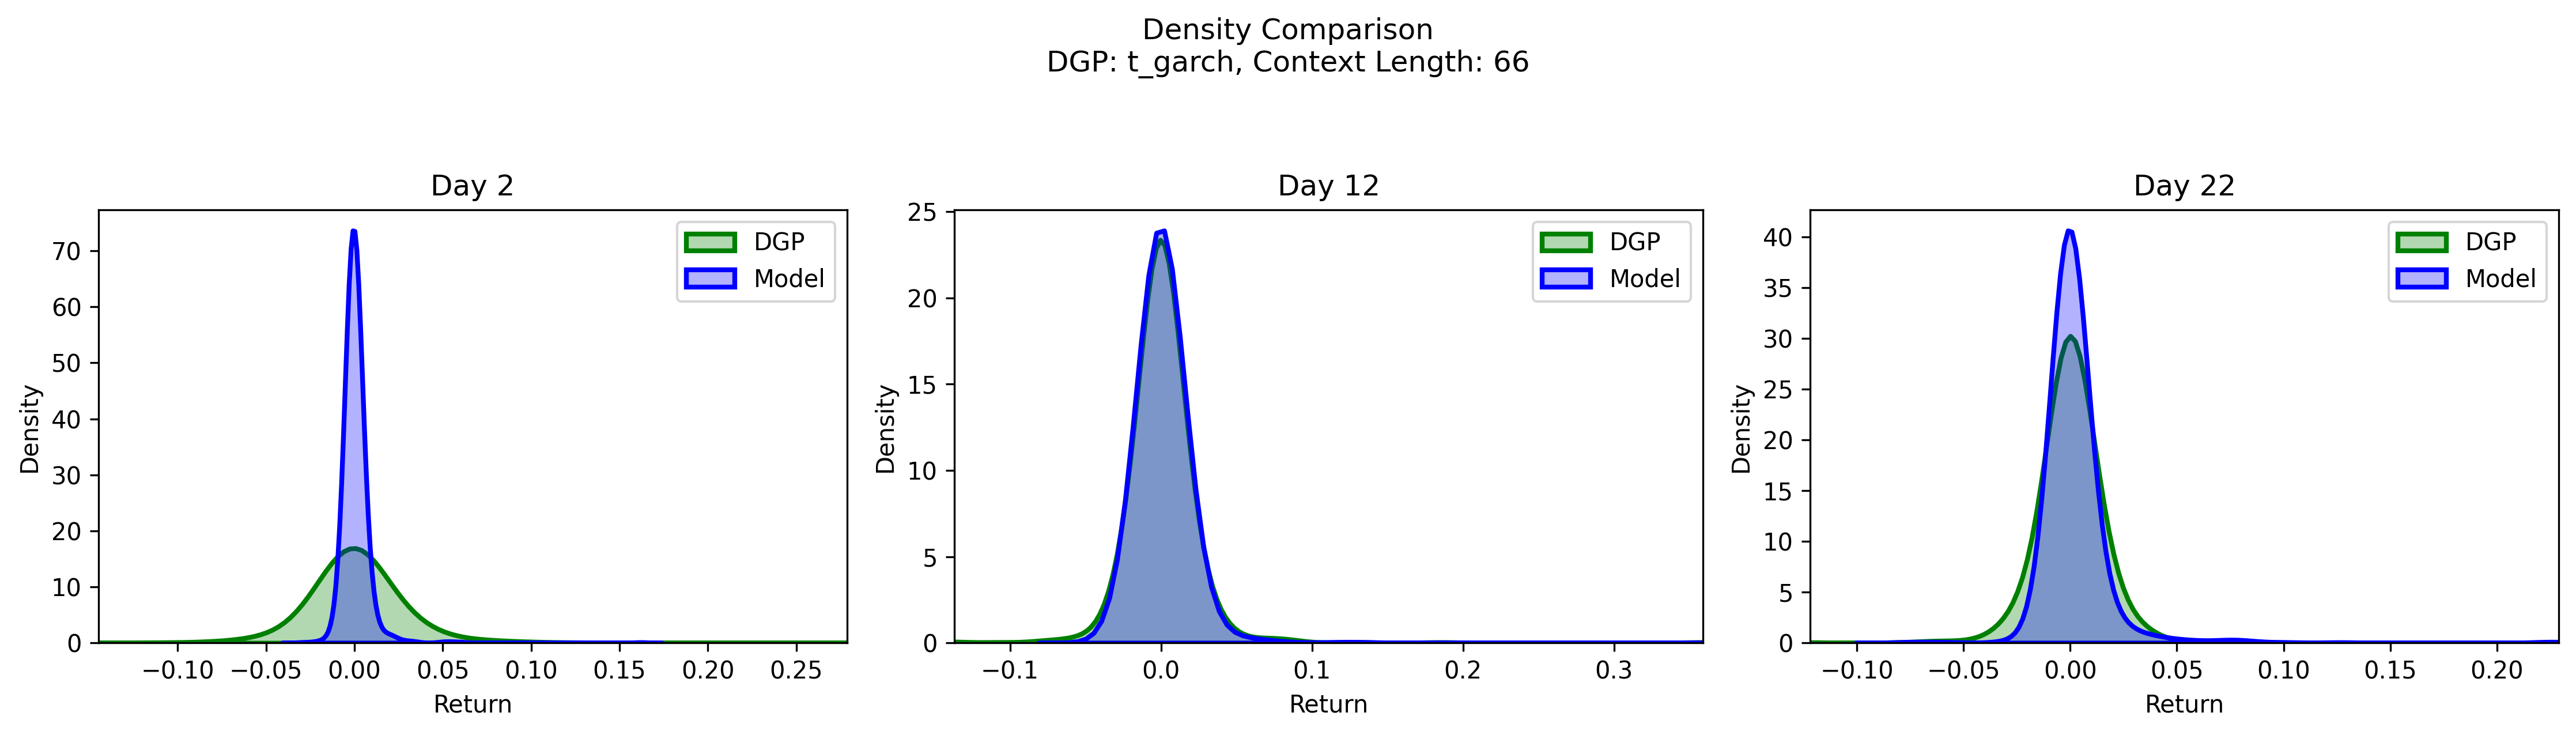 Density Comparison
DGP: t_garch, Context Length: 66
Day 2
Density
70
60
50
40
30
20
10
0
−0.10 −0.05 0.00 0.05 0.10 0.15 0.20 0.25
Return
DGP
Model
Day 12
Density
25
20
15
10
5
0
−0.1 0.0 0.1 0.2 0.3
Return
DGP
Model
Day 22
Density
40
35
30
25
20
15
10
5
0
−0.10 −0.05 0.00 0.05 0.10 0.15 0.20
Return
DGP
Model